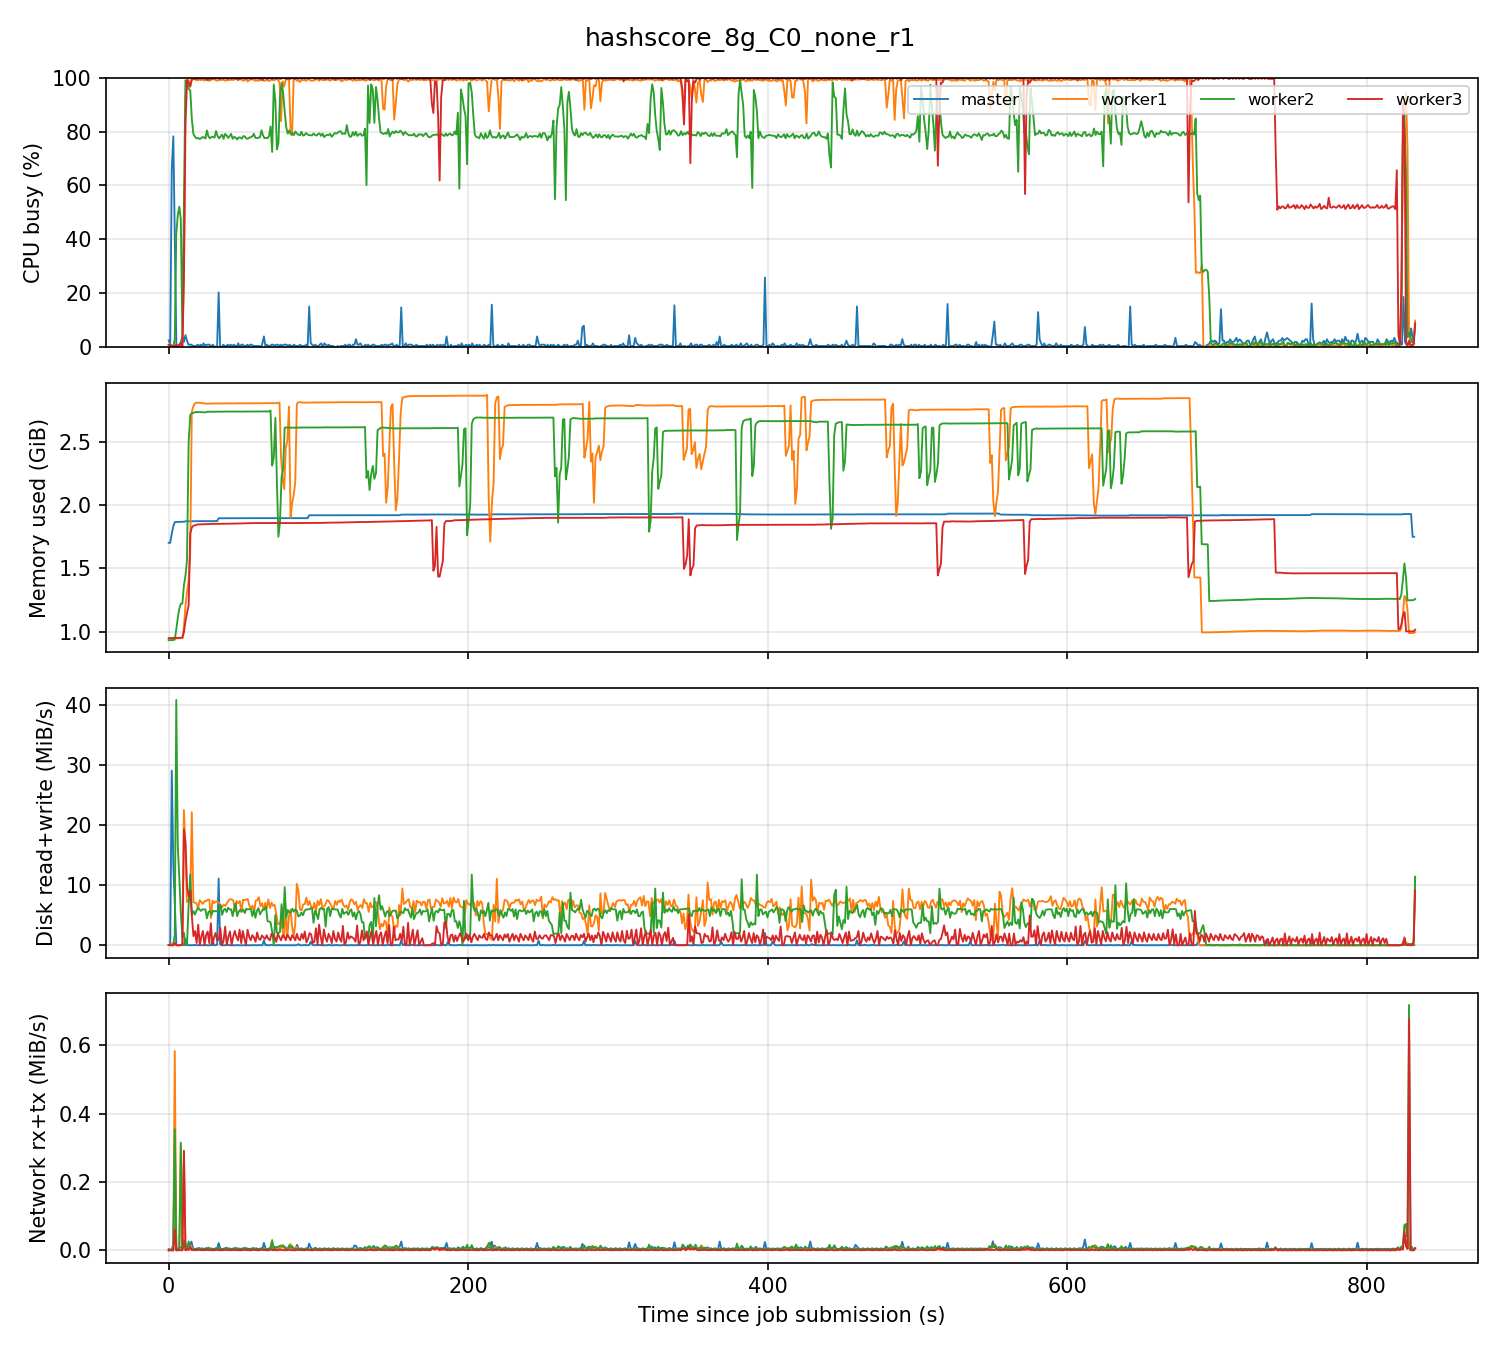 hashscore_8g_C0_none_r1
CPU busy (%)
100
80
60
40
20
0
master worker1 worker2 worker3
Memory used (GiB)
2.5
2.0
1.5
1.0
Disk read+write (MiB/s)
40
30
20
10
0
Network rx+tx (MiB/s)
0.6
0.4
0.2
0.0
0 200 400 600 800
Time since job submission (s)